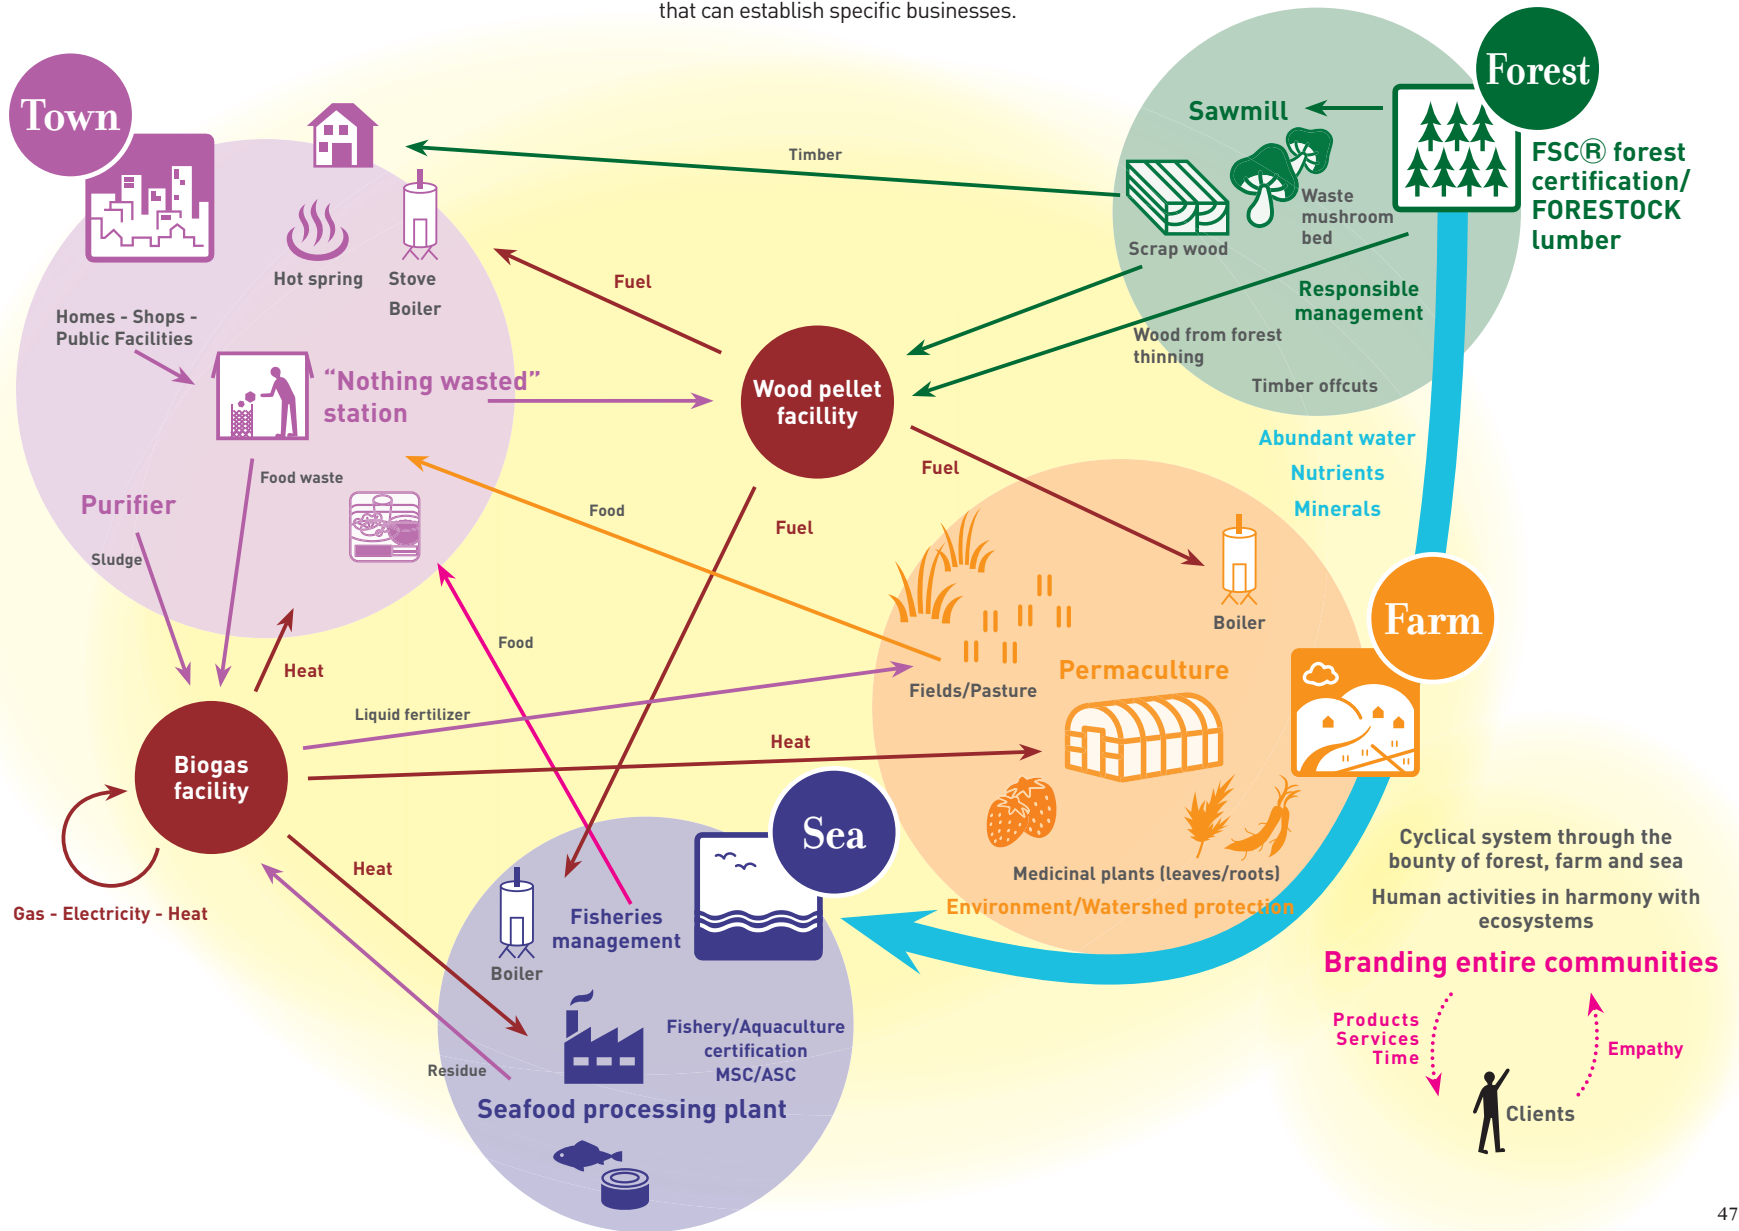 that can establish specific businesses.
Town
Forest
Sawmill
FSC® forest
certification/
FORESTOCK
lumber
Timber
Waste
mushroom
bed
Scrap wood
Hot spring
Stove
Boiler
Fuel
Responsible
management
Homes - Shops -
Public Facilities
Wood from forest
thinning
"Nothing wasted"
station
Wood pellet
facillity
Timber offcuts
Abundant water
Nutrients
Minerals
Fuel
Food waste
Purifier
Food
Fuel
Sludge
Boiler
Farm
Food
Heat
Permaculture
Fields/Pasture
Liquid fertilizer
Heat
Biogas
facility
Sea
Cyclical system through the
bounty of forest, farm and sea
Human activities in harmony with
ecosystems
Heat
Medicinal plants (leaves/roots)
Environment/Watershed protection
Gas - Electricity - Heat
Fisheries
management
Boiler
Branding entire communities
Products
Services
Time
Empathy
Fishery/Aquaculture
certification
MSC/ASC
Residue
Seafood processing plant
Clients
47